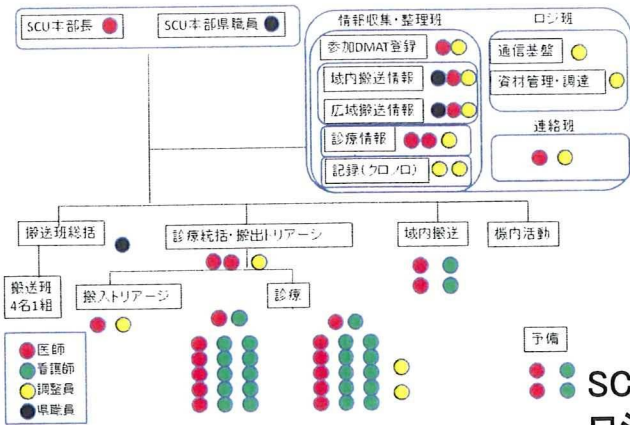 SCU本部長
SCU本部県職員
情報収集・整理班
参加DMAT登録
域内搬送情報
広域搬送情報
診療情報
記録(クロノロ)
ロジ班
通信基盤
資材管理・調達
連絡班
搬送班総括
診療統括・搬出トリアージ
域内搬送
機内活動
搬送班
4名1組
搬入トリアージ
診療
医師
看護師
調整員
県職員
予備
SC
ロジ